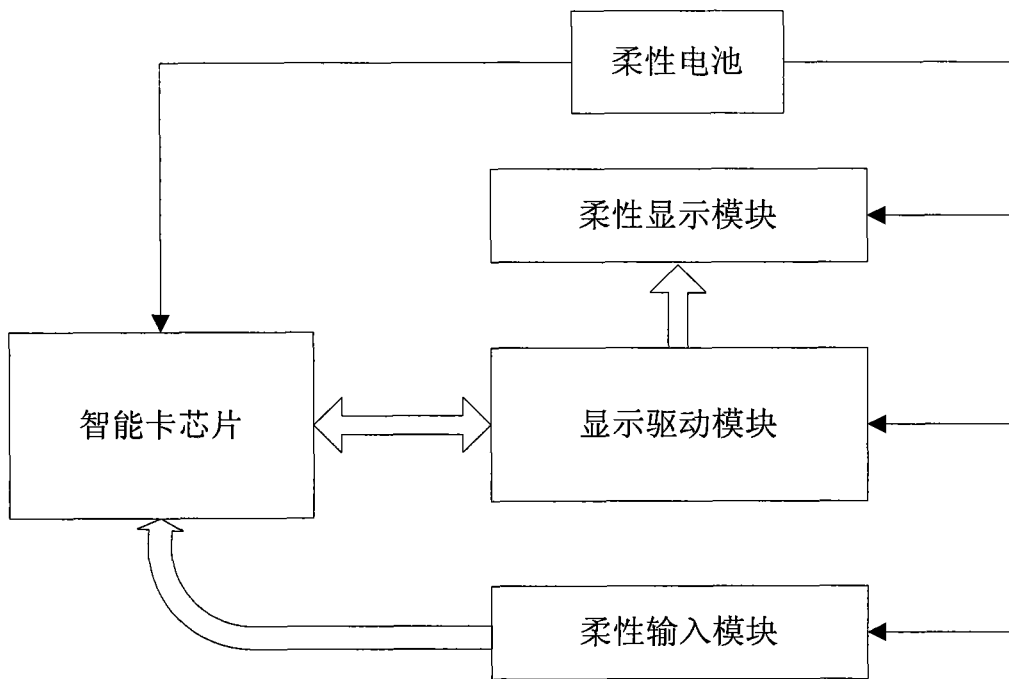 柔性电池
柔性显示模块
智能卡芯片
显示驱动模块
柔性输入模块